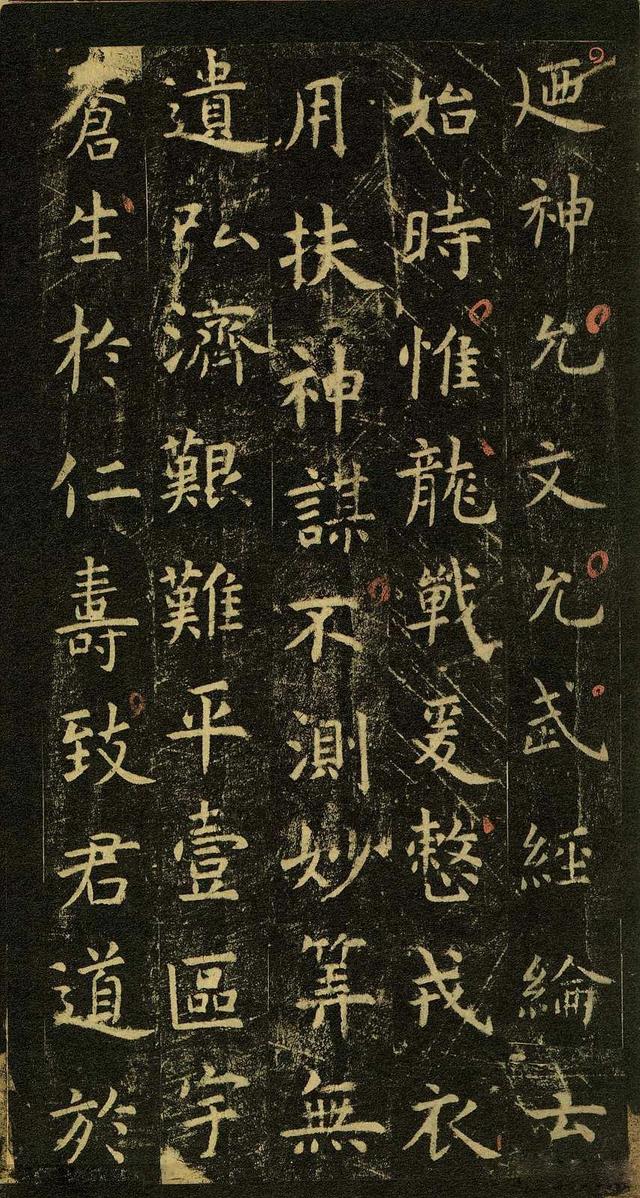 廼神允文允武經綸云
始時惟龍戰爰整戎衣
用扶神謀不測妙筭無
遺弘濟艱難平壹區宇
倉生於仁壽致君道於